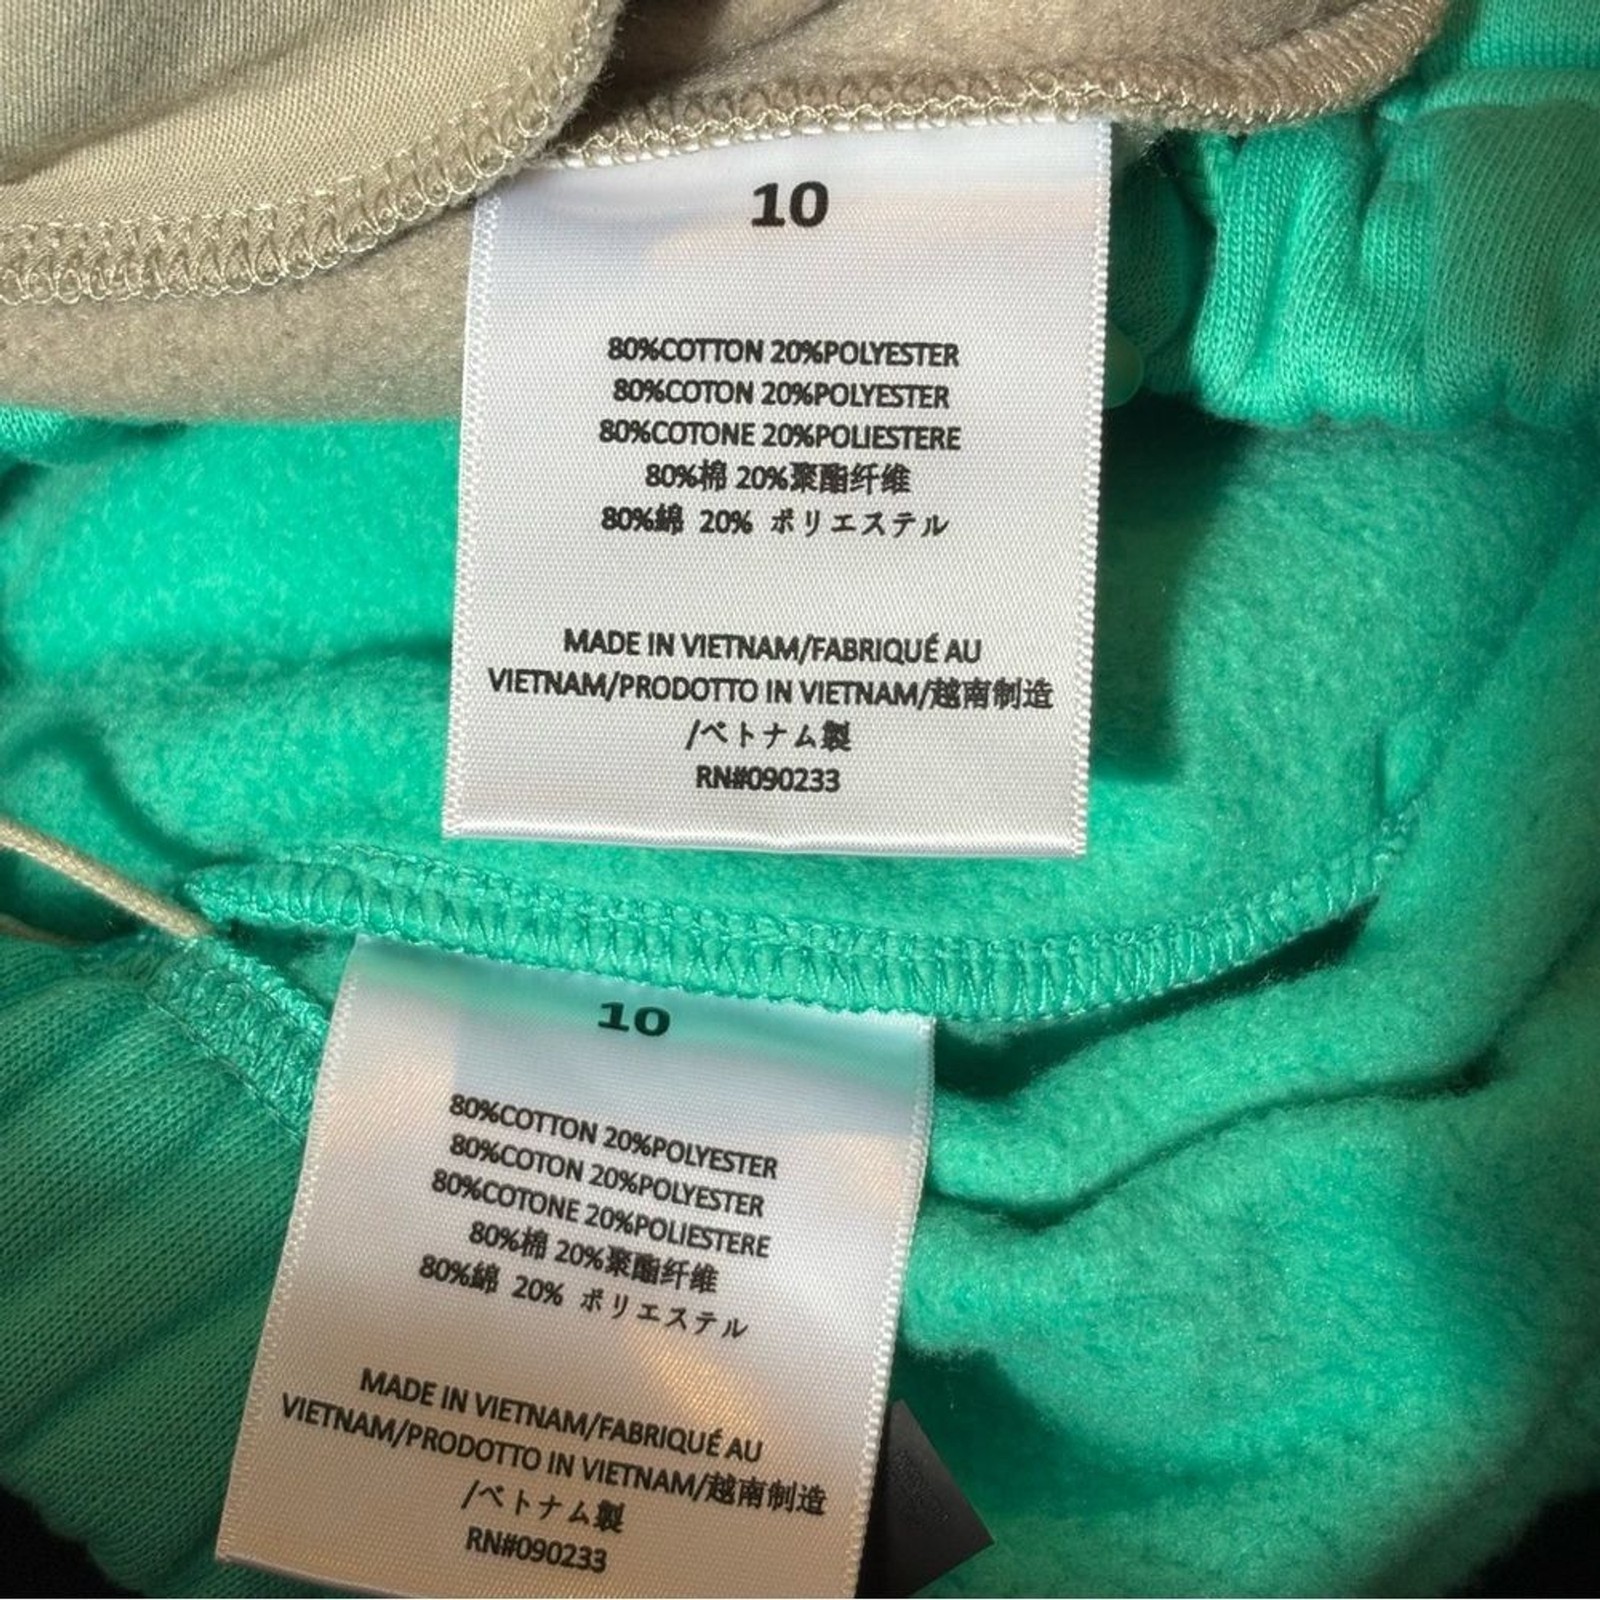 10
80%COTTON 20%POLYESTER
80%COTON 20%POLYESTER
80%COTONE 20%POLIESTERE
80%棉 20%聚酯纤维
80%綿 20% ポリエステル
MADE IN VIETNAM/FABRIQUÉ AU
VIETNAM/PRODOTTO IN VIETNAM/越南制造
/ベトナム製
RN#090233
10
80%COTTON 20%POLYESTER
80%COTON 20%POLYESTER
80%COTONE 20%POLIESTERE
80%棉 20%聚酯纤维
80%綿 20% ポリエステル
MADE IN VIETNAM/FABRIQUÉ AU
VIETNAM/PRODOTTO IN VIETNAM/越南制造
/ベトナム製
RN#090233